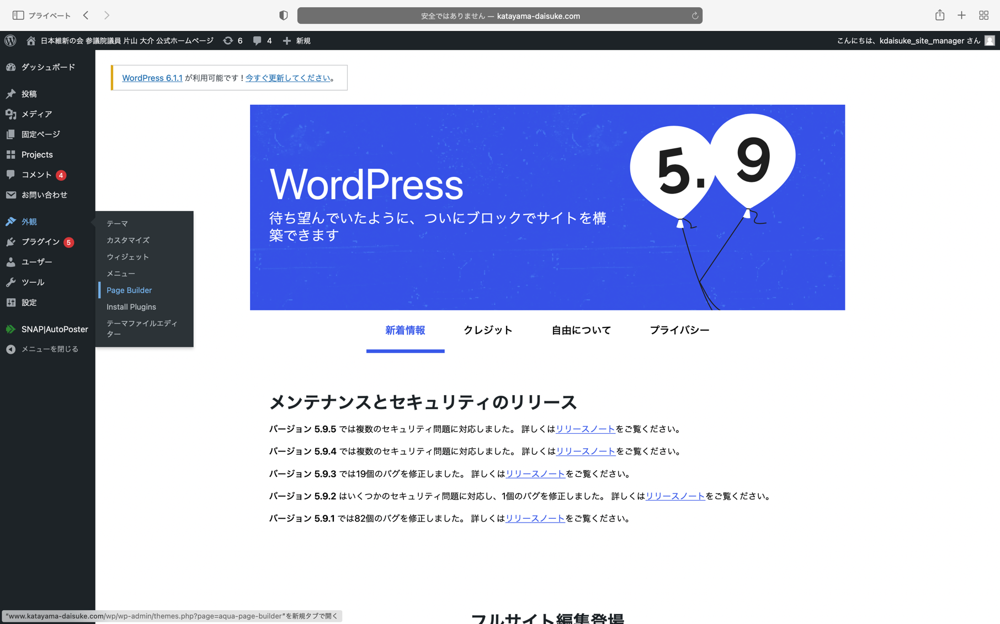 プライベート
安全ではありません — katayama-daisuke.com
日本維新の会 参議院議員 片山 大介 公式ホームページ 6 4 新規
こんにちは、kdaisuke_site_manager さん
ダッシュボード
投稿
メディア
固定ページ
Projects
コメント 4
お問い合わせ
外観
プラグイン 5
ユーザー
ツール
設定
SNAP|AutoPoster
メニューを閉じる
テーマ
カスタマイズ
ウィジェット
メニュー
Page Builder
Install Plugins
テーマファイルエディ
ター
WordPress 6.1.1 が利用可能です ! 今すぐ更新してください。
WordPress
待ち望んでいたように、ついにブロックでサイトを構
築できます
5.9
新着情報 クレジット 自由について プライバシー
メンテナンスとセキュリティのリリース
バージョン 5.9.5 では複数のセキュリティ問題に対応しました。 詳しくはリリースノートをご覧ください。
バージョン 5.9.4 では複数のセキュリティ問題に対応しました。 詳しくはリリースノートをご覧ください。
バージョン 5.9.3 では19個のバグを修正しました。 詳しくはリリースノートをご覧ください。
バージョン 5.9.2 はいくつかのセキュリティ問題に対応し、1個のバグを修正しました。 詳しくはリリースノートをご覧ください。
バージョン 5.9.1 では82個のバグを修正しました。 詳しくはリリースノートをご覧ください。
フルサイト編集登場
"www.katayama-daisuke.com/wp/wp-admin/themes.php?page=aqua-page-builder"を新規タブで開く